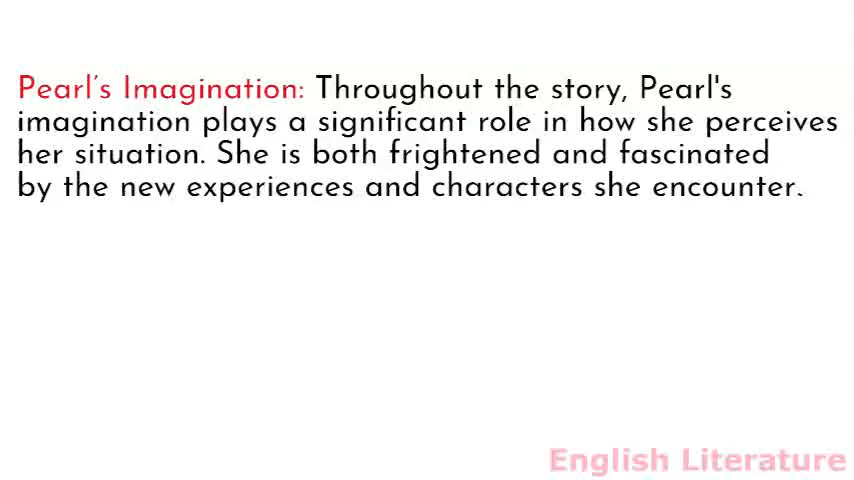 Pearl’s Imagination: Throughout the story, Pearl's
imagination plays a significant role in how she perceives
her situation. She is both frightened and fascinated
by the new experiences and characters she encounter.
English Literature